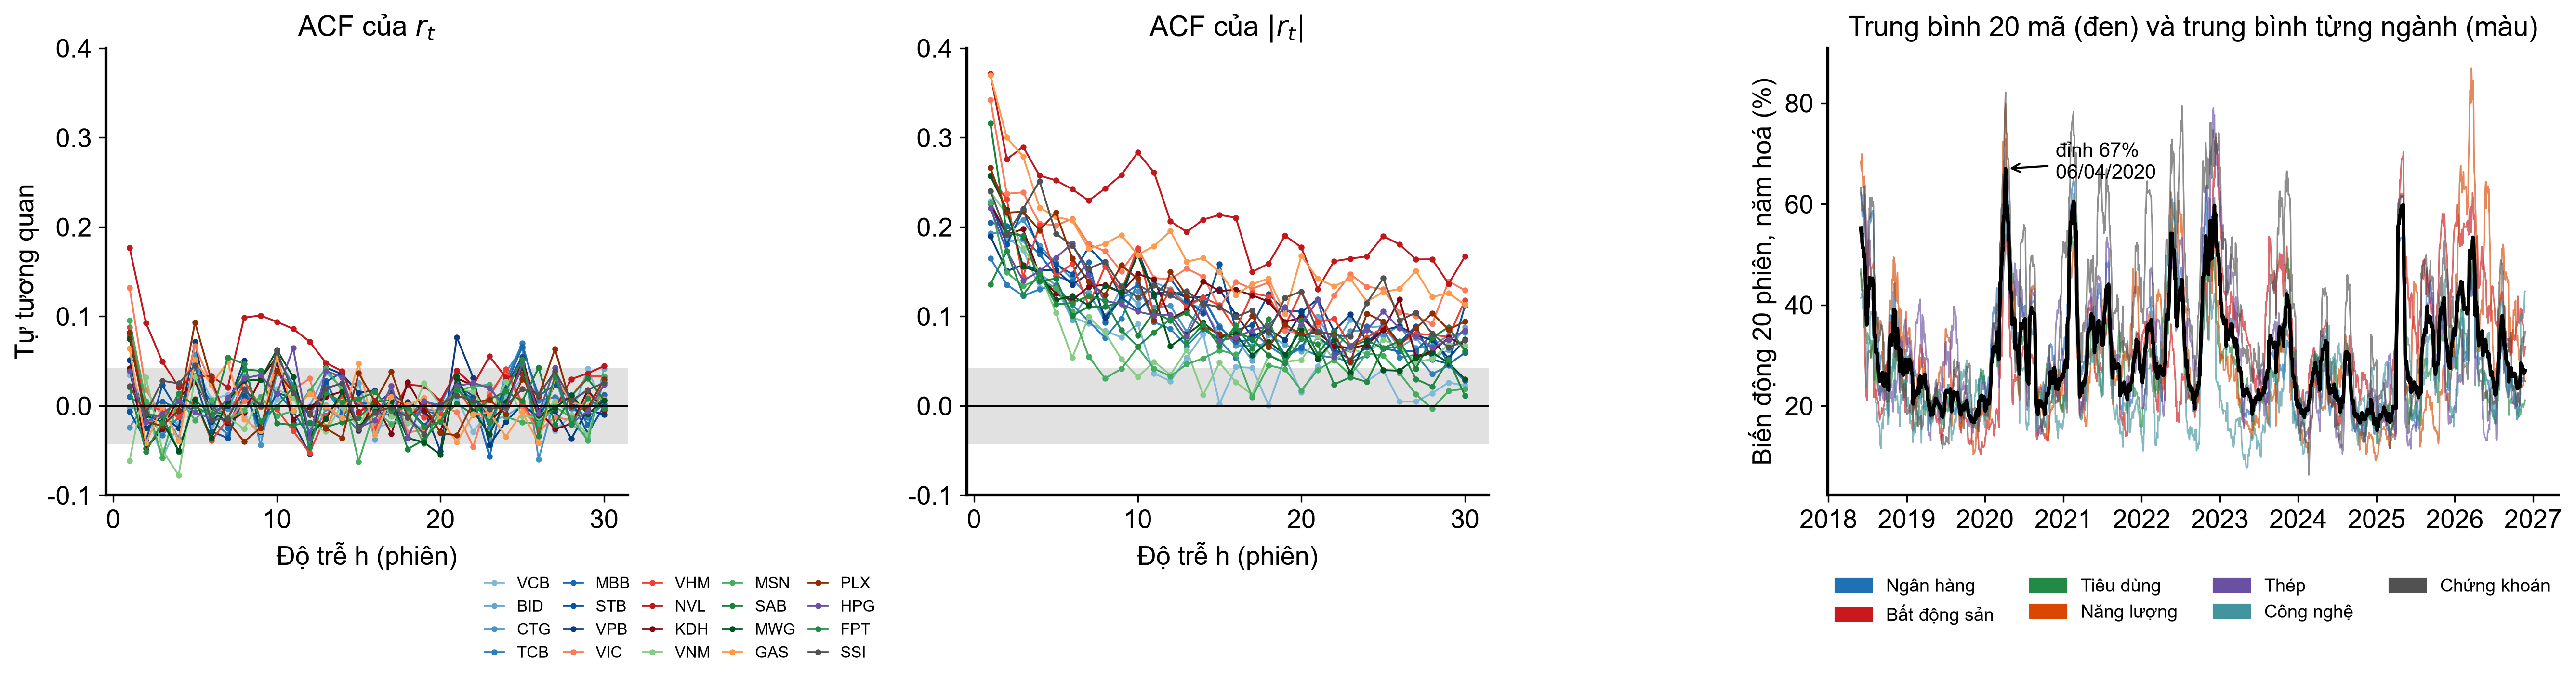 ACF của rₜ
Tự tương quan
0.4
0.3
0.2
0.1
0.0
-0.1
0
10
20
30
Độ trễ h (phiên)
ACF của |rₜ|
0.4
0.3
0.2
0.1
0.0
-0.1
0
10
20
30
Độ trễ h (phiên)
VCB
BID
CTG
TCB
MBB
STB
VPB
VIC
VHM
NVL
KDH
VNM
MSN
SAB
MWG
GAS
PLX
HPG
FPT
SSI
Trung bình 20 mã (đen) và trung bình từng ngành (màu)
Biến động 20 phiên, năm hoá (%)
80
60
40
20
đỉnh 67%
06/04/2020
2018
2019
2020
2021
2022
2023
2024
2025
2026
2027
Ngân hàng
Bất động sản
Tiêu dùng
Năng lượng
Thép
Công nghệ
Chứng khoán